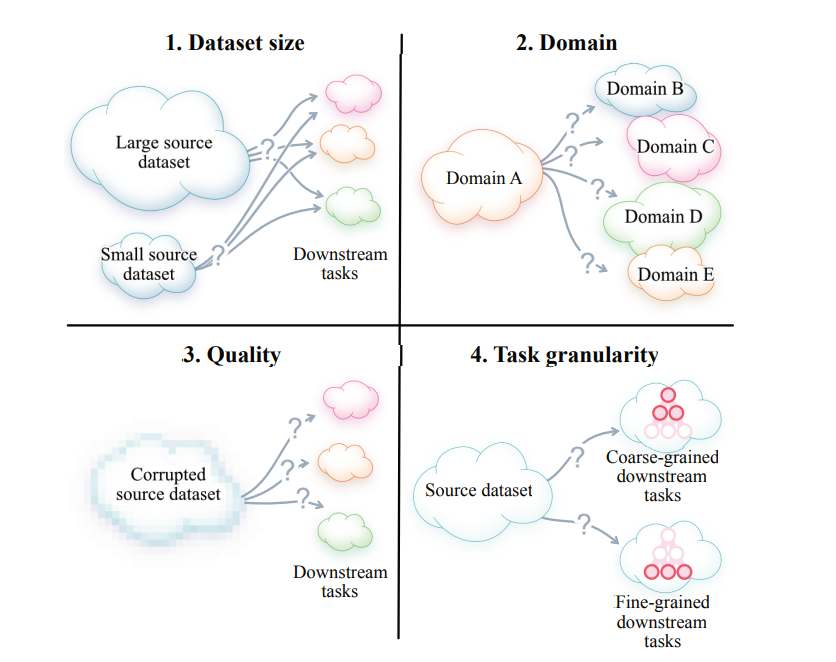 1. Dataset size
Large source
dataset
?
Small source
dataset
?
Downstream
tasks
2. Domain
Domain A
?
?
?
?
Domain B
Domain C
Domain D
Domain E
3. Quality
Corrupted
source dataset
?
?
?
Downstream
tasks
4. Task granularity
Source dataset
?
?
Coarse-grained
downstream
tasks
Fine-grained
downstream
tasks